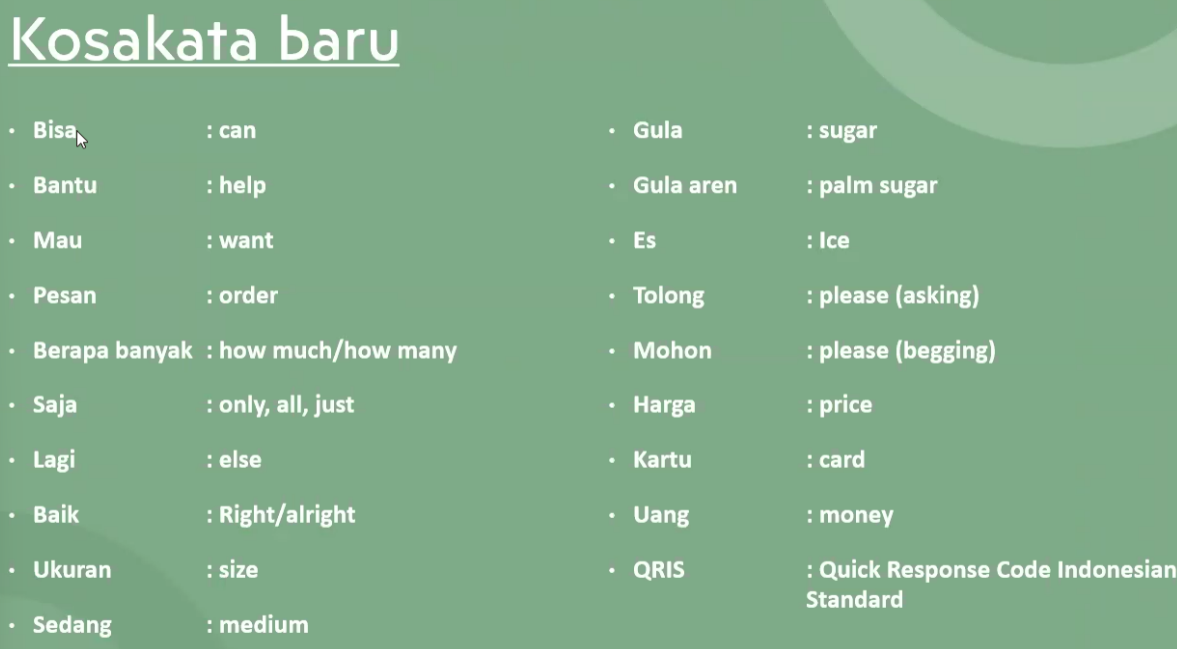 Kosakata baru
• Bisa : can
• Bantu : help
• Mau : want
• Pesan : order
• Berapa banyak : how much/how many
• Saja : only, all, just
• Lagi : else
• Baik : Right/alright
• Ukuran : size
• Sedang : medium
• Gula : sugar
• Gula aren : palm sugar
• Es : Ice
• Tolong : please (asking)
• Mohon : please (begging)
• Harga : price
• Kartu : card
• Uang : money
• QRIS : Quick Response Code Indonesian
Standard